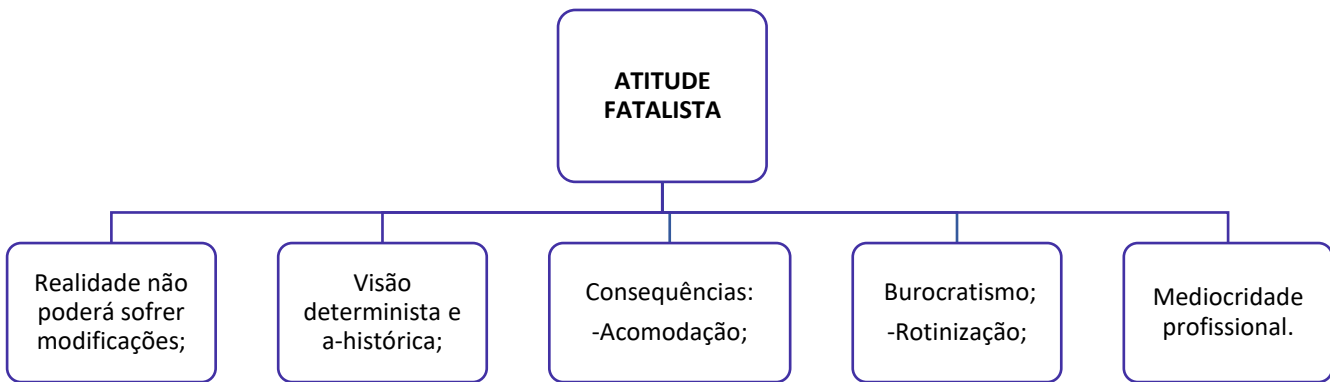 ATITUDE
FATALISTA
Realidade não
poderá sofrer
modificações;
Visão
determinista e
a-histórica;
Consequências:
-Acomodação;
Burocratismo;
-Rotinização;
Mediocridade
profissional.